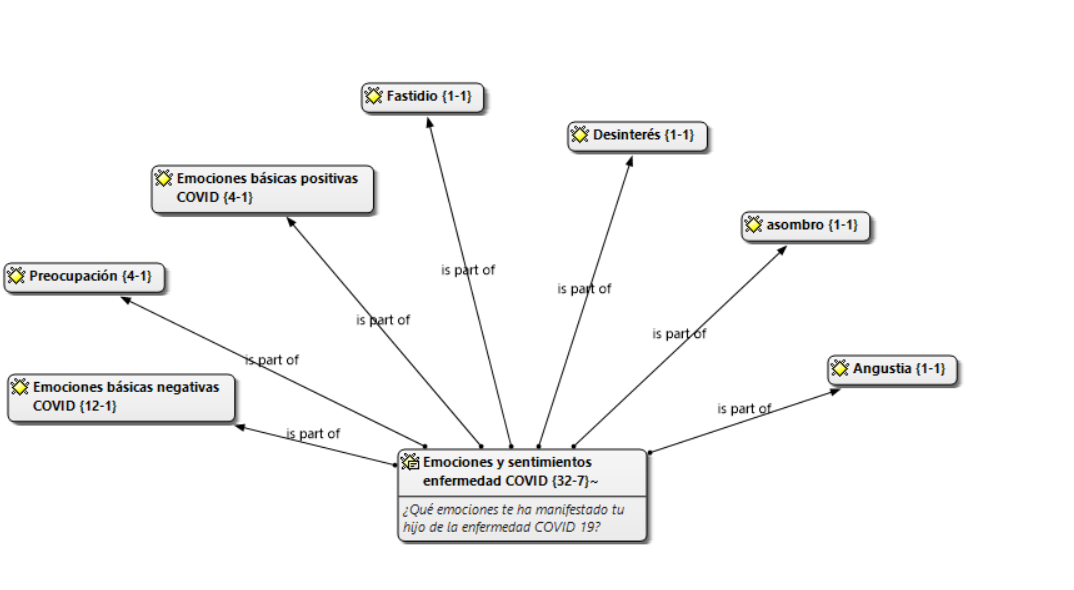 Fastidio {1-1}
Desinterés {1-1}
Emociones básicas positivas
COVID {4-1}
asombro {1-1}
Preocupación {4-1}
is part of
is part of
is part of
is part of
is part of
Angustia {1-1}
Emociones básicas negativas
COVID {12-1}
is part of
is part of
Emociones y sentimientos
enfermedad COVID {32-7}~
¿Qué emociones te ha manifestado tu
hijo de la enfermedad COVID 19?